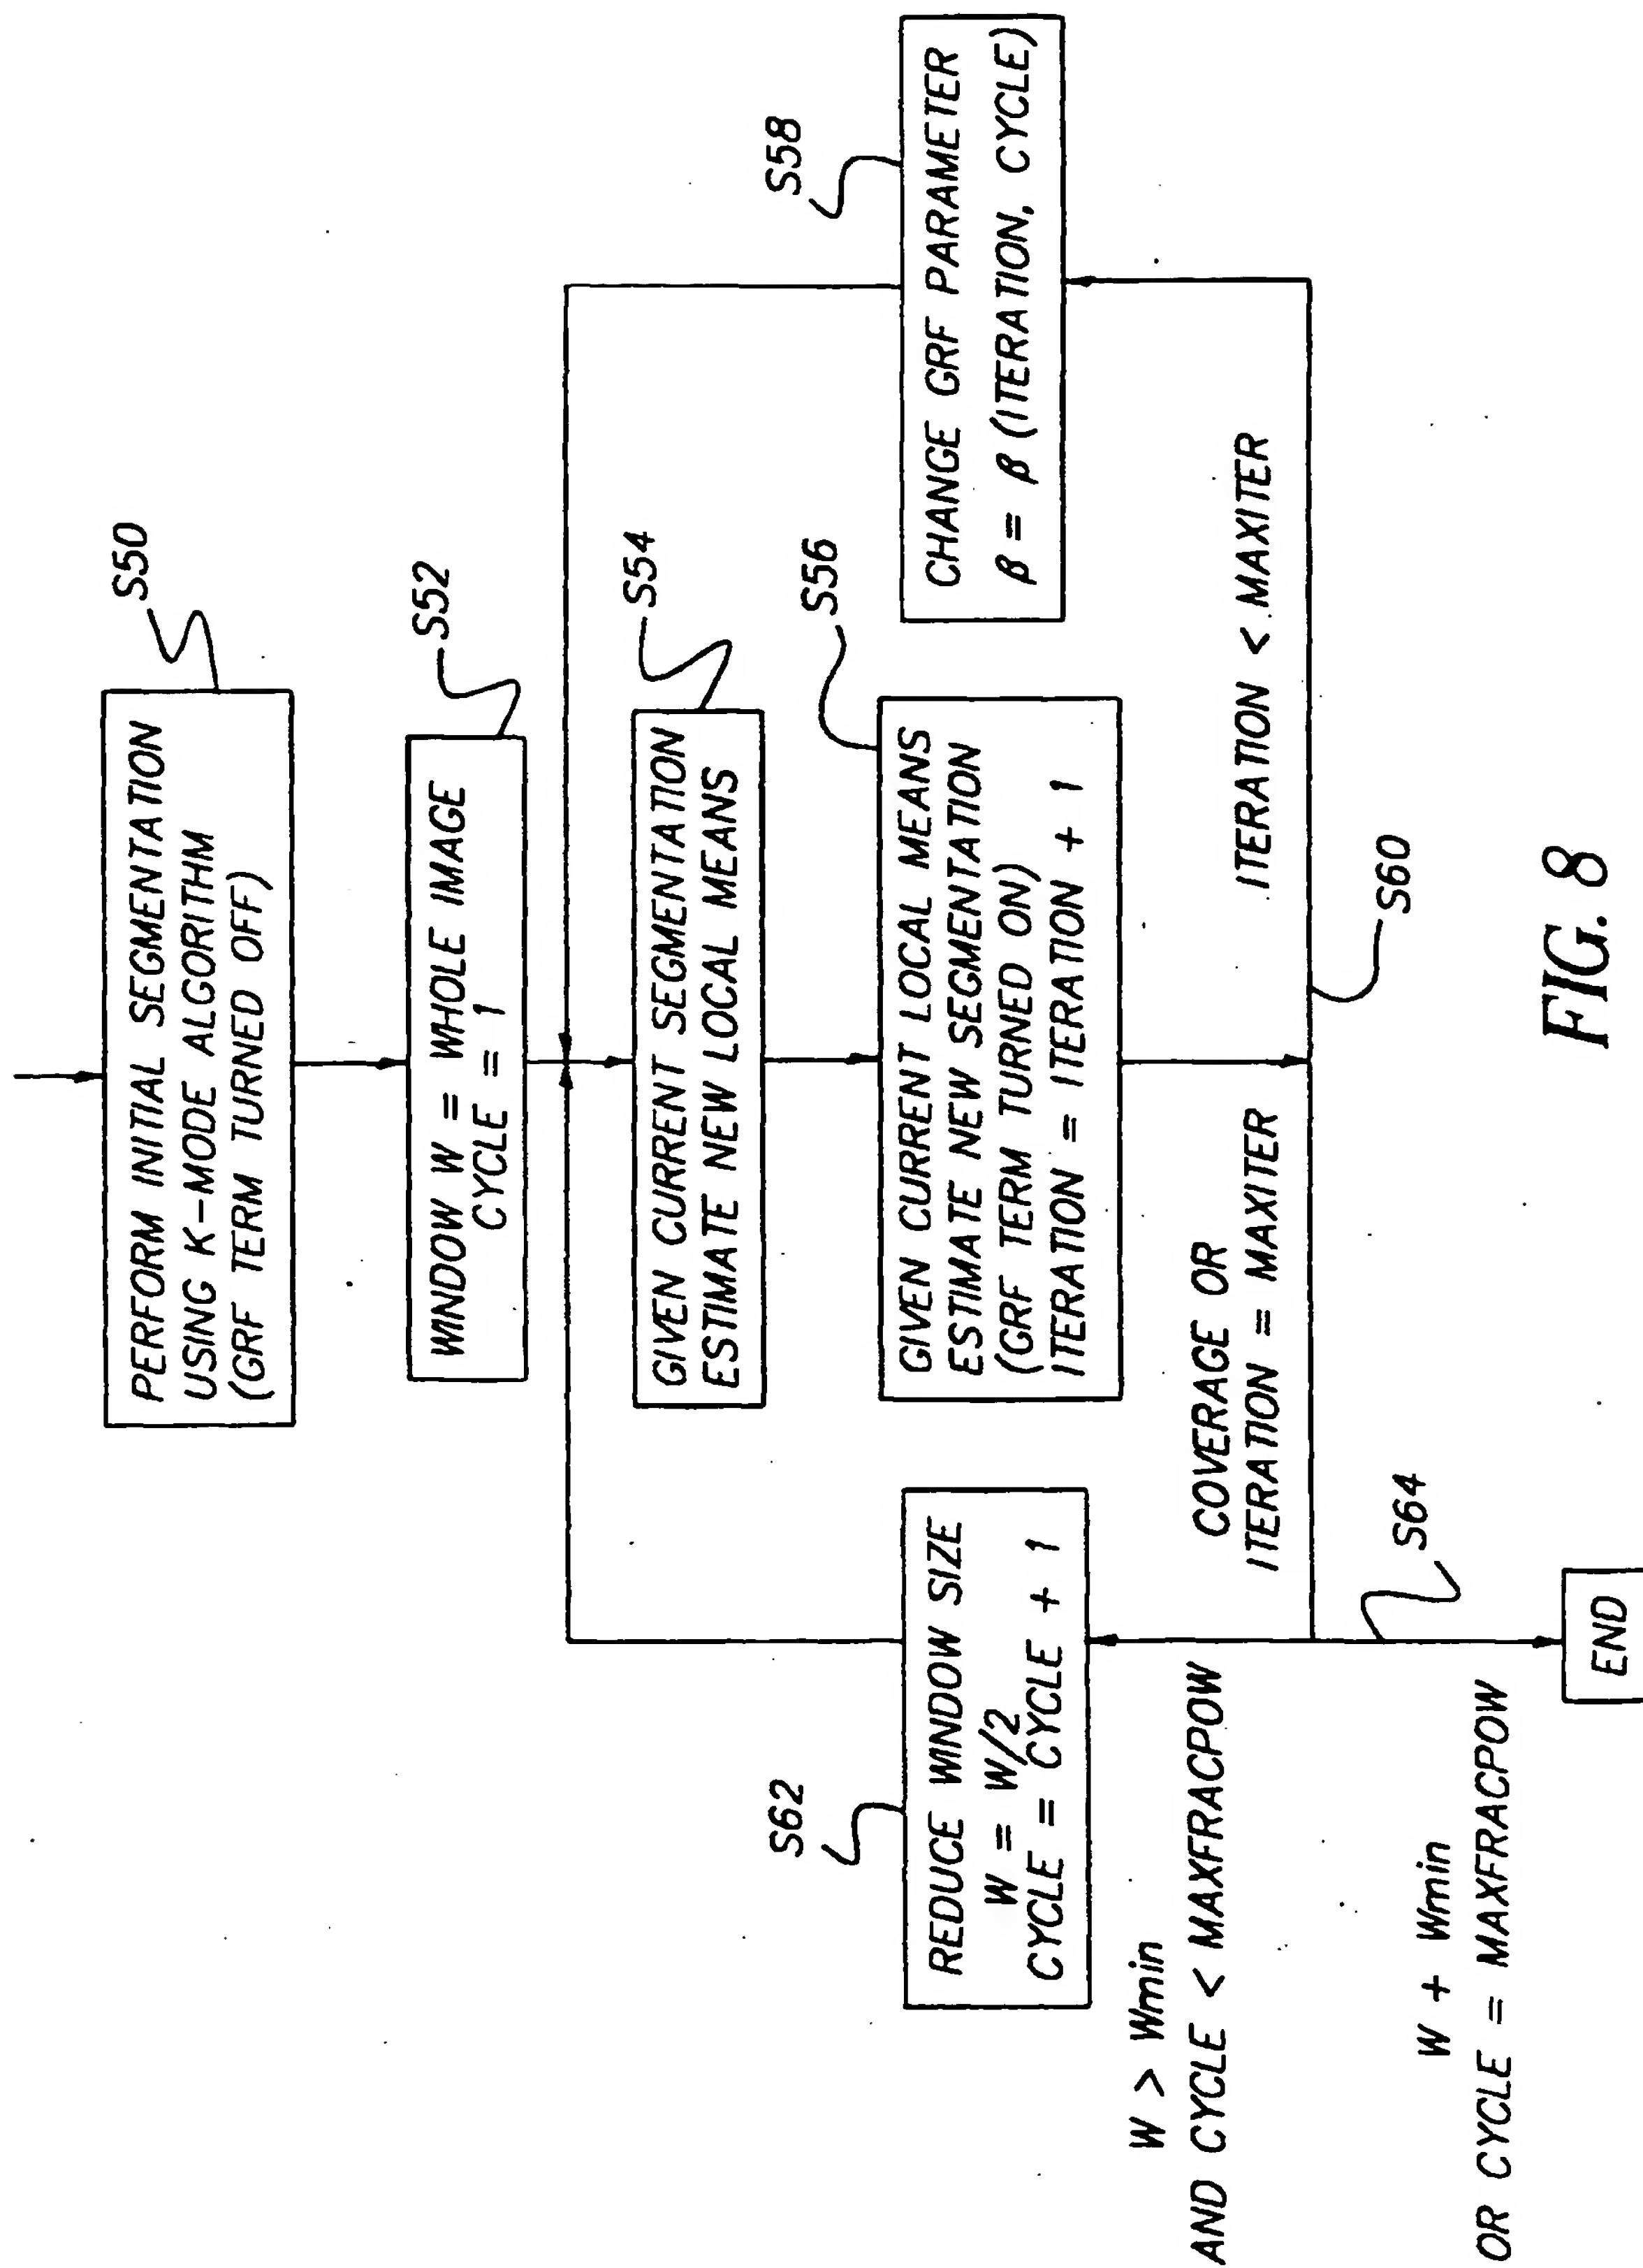 S50
PERFORM INITIAL SEGMENTATION
USING K-MODE ALGORITHM
(GRF TERM TURNED OFF)
S52
WINDOW W = WHOLE IMAGE
CYCLE = 1
S54
GIVEN CURRENT SEGMENTATION
ESTIMATE NEW LOCAL MEANS
S56
GIVEN CURRENT LOCAL MEANS
ESTIMATE NEW SEGMENTATION
(GRF TERM TURNED ON)
ITERATION = ITERATION + 1
S58
CHANGE GRF PARAMETER
β = β (ITERATION, CYCLE)
ITERATION < MAXITER
S60
COVERAGE OR
ITERATION = MAXITER
S62
REDUCE WINDOW SIZE
W = W/2
CYCLE = CYCLE + 1
W > Wmin
AND CYCLE < MAXFRACPOW
S64
W + Wmin
OR CYCLE = MAXFRACPOW
END
FIG. 8